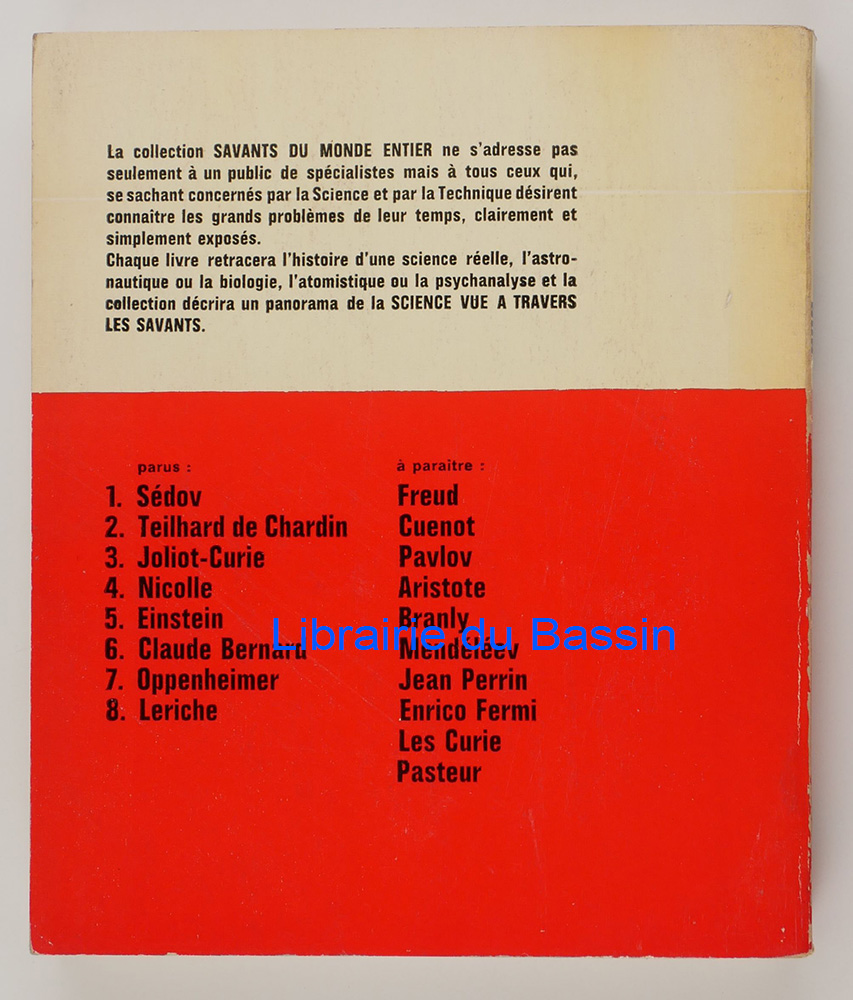 La collection SAVANTS DU MONDE ENTIER ne s'adresse pas
seulement à un public de spécialistes mais à tous ceux qui,
se sachant concernés par la Science et par la Technique désirent
connaitre les grands problèmes de leur temps, clairement et
simplement exposés.
Chaque livre retracera l'histoire d'une science réelle, l'astro-
nautique ou la biologie, l'atomistique ou la psychanalyse et la
collection décrira un panorama de la SCIENCE VUE A TRAVERS
LES SAVANTS.
parus :
1. Sédov
2. Teilhard de Chardin
3. Joliot-Curie
4. Nicolle
5. Einstein
6. Claude Bernard
7. Oppenheimer
8. Leriche
à paraître :
Freud
Cuenot
Pavlov
Aristote
Branly
Mendéléev
Jean Perrin
Enrico Fermi
Les Curie
Pasteur
Librairie du Bassin